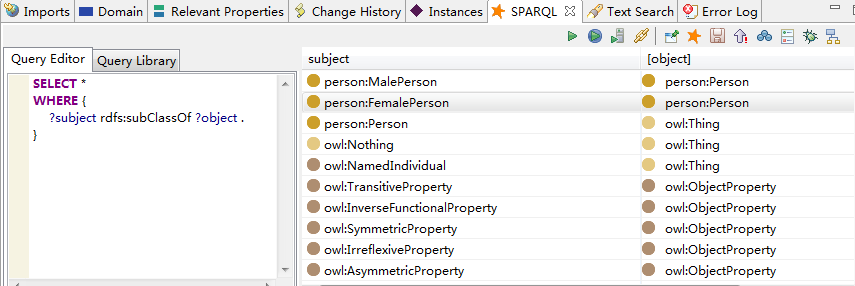 Imports Domain Relevant Properties Change History Instances SPARQL Text Search Error Log
Query Editor Query Library
SELECT *
WHERE {
?subject rdfs:subClassOf ?object .
}
subject [object]
person:MalePerson person:Person
person:FemalePerson person:Person
person:Person owl:Thing
owl:Nothing owl:Thing
owl:NamedIndividual owl:Thing
owl:TransitiveProperty owl:ObjectProperty
owl:InverseFunctionalProperty owl:ObjectProperty
owl:SymmetricProperty owl:ObjectProperty
owl:IrreflexiveProperty owl:ObjectProperty
owl:AsymmetricProperty owl:ObjectProperty